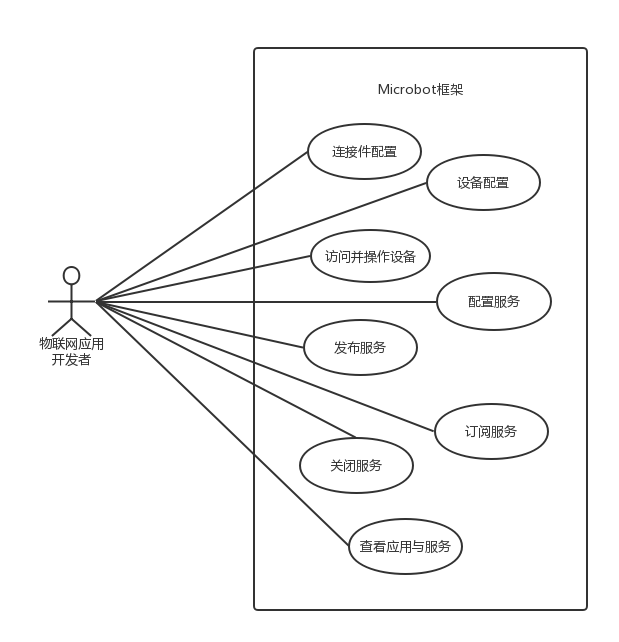 Microbot框架
连接件配置
设备配置
访问并操作设备
配置服务
物联网应用
开发者
发布服务
订阅服务
关闭服务
查看应用与服务